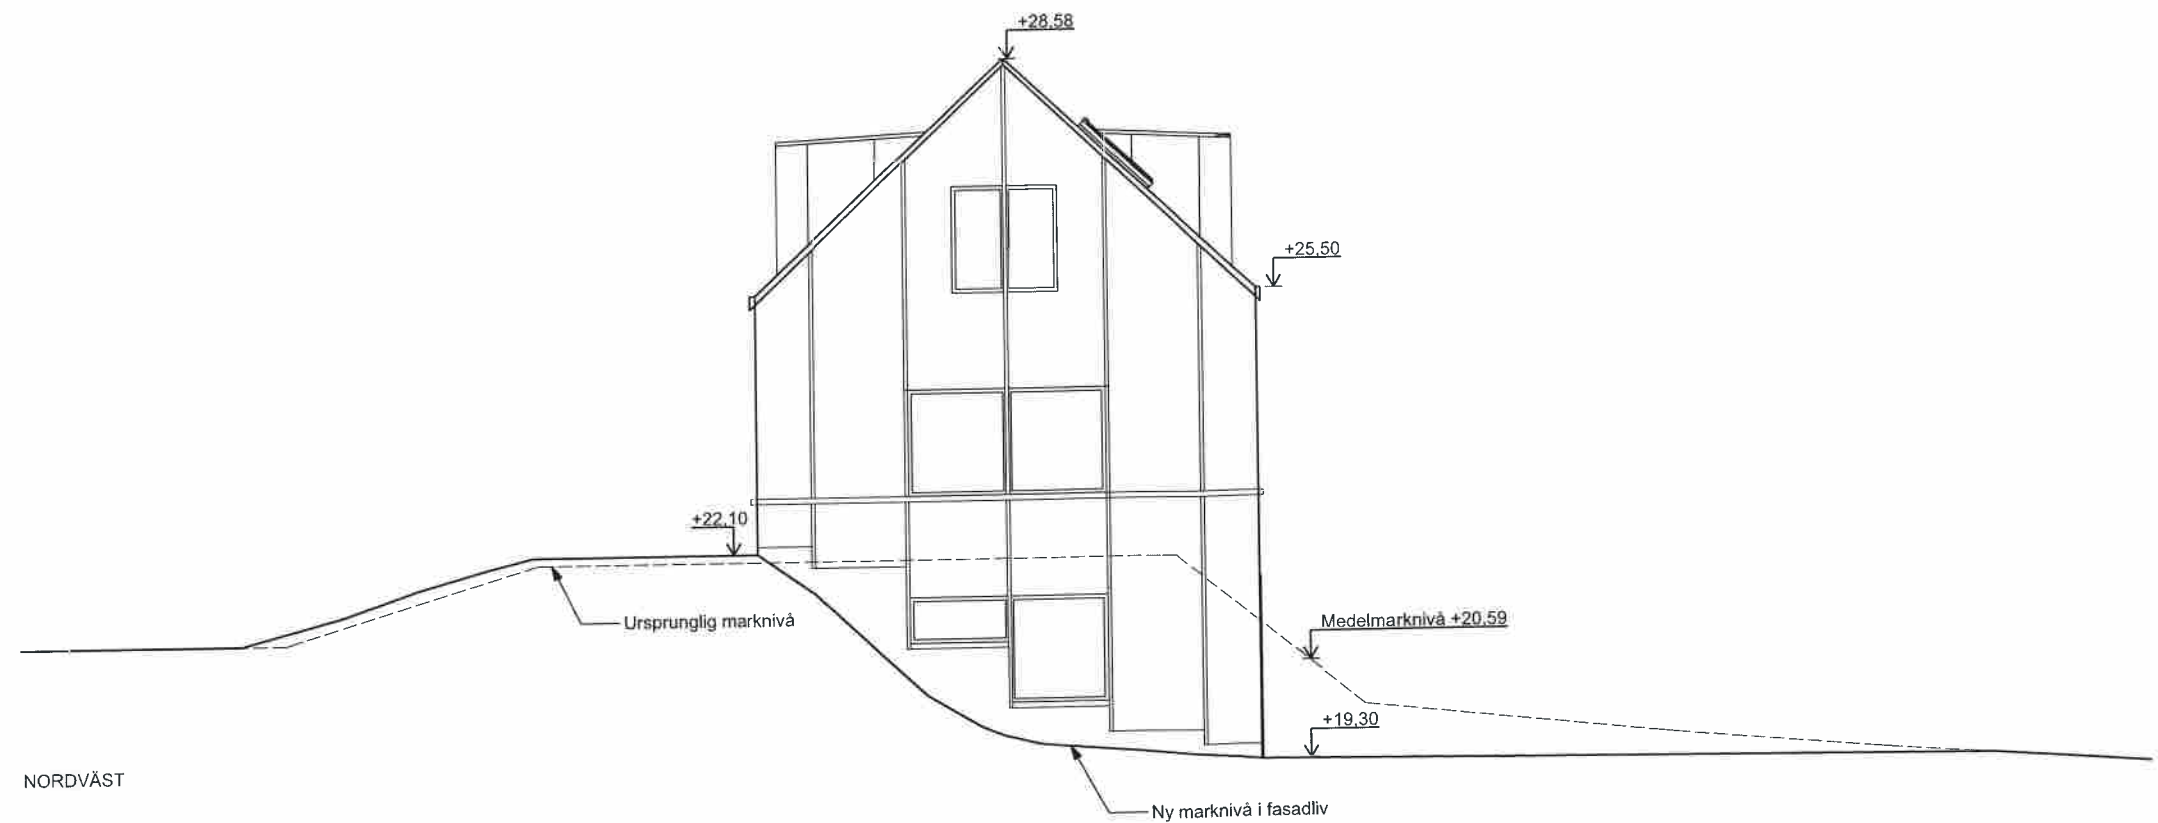 +28,58
+25,50
+22,10
Ursprunglig marknivå
Medelmarknivå +20,59
+19,30
NORDVÄST
Ny marknivå i fasadliv